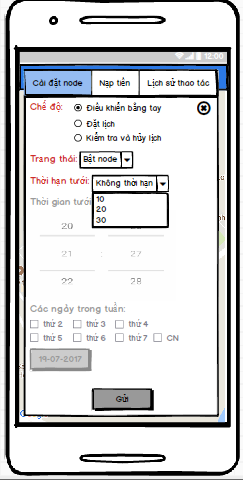 12:00
Cài đặt node Nạp tiền Lịch sử thao tác
Chế độ: Điều khiển bằng tay
Đặt lịch
Kiểm tra và hủy lịch
Trạng thái: Bật node
Thời hạn tưới: Không thời hạn
10
20
30
Thời gian tưới
20
21 : 27
22 28
Các ngày trong tuần:
thứ 2 thứ 3 thứ 4
thứ 5 thứ 6 thứ 7 CN
19-07-2017
Gửi